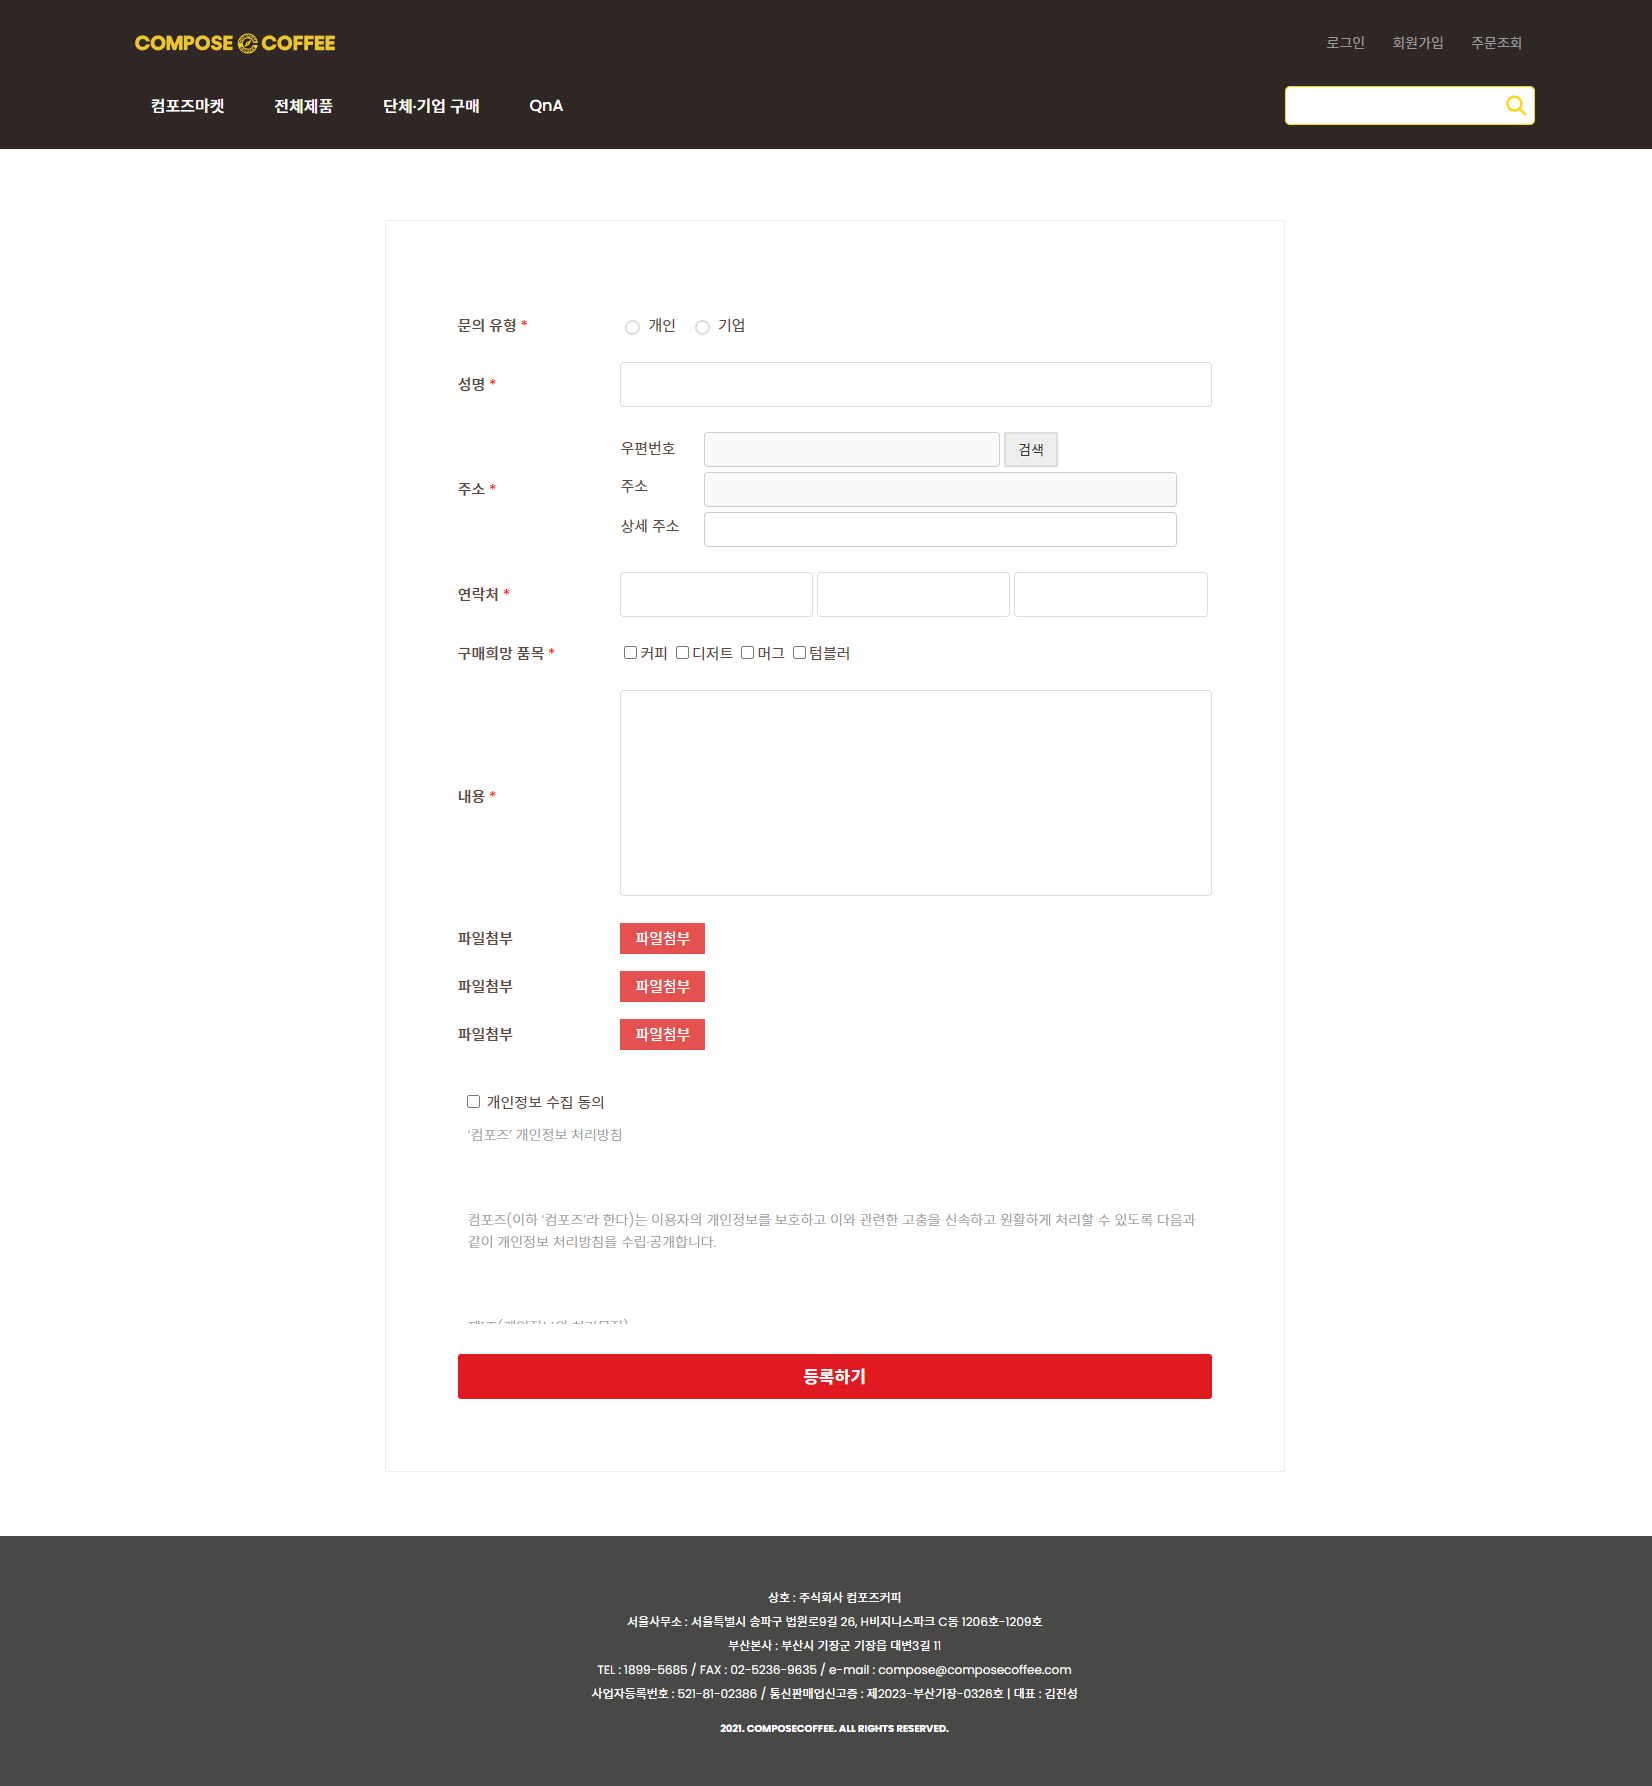 COMPOSE COFFEE
로그인 회원가입 주문조회
컴포즈마켓 전체제품 단체·기업 구매 QnA
문의 유형 * 개인 기업
성명 *
우편번호 검색
주소 * 주소
상세 주소
연락처 *
구매희망 품목 * 커피 디저트 머그 텀블러
내용 *
파일첨부 파일첨부
파일첨부 파일첨부
파일첨부 파일첨부
개인정보 수집 동의
‘컴포즈’ 개인정보 처리방침
컴포즈(이하 ‘컴포즈’라 한다)는 이용자의 개인정보를 보호하고 이와 관련한 고충을 신속하고 원활하게 처리할 수 있도록 다음과
같이 개인정보 처리방침을 수립·공개합니다.
등록하기
상호 : 주식회사 컴포즈커피
서울사무소 : 서울특별시 송파구 법원로9길 26, H비지니스파크 C동 1206호-1209호
부산본사 : 부산시 기장군 기장읍 대변3길 11
TEL : 1899-5685 / FAX : 02-5236-9635 / e-mail : compose@composecoffee.com
사업자등록번호 : 521-81-02386 / 통신판매업신고증 : 제2023-부산기장-0326호 | 대표 : 김진성
2021. COMPOSECOFFEE. ALL RIGHTS RESERVED.